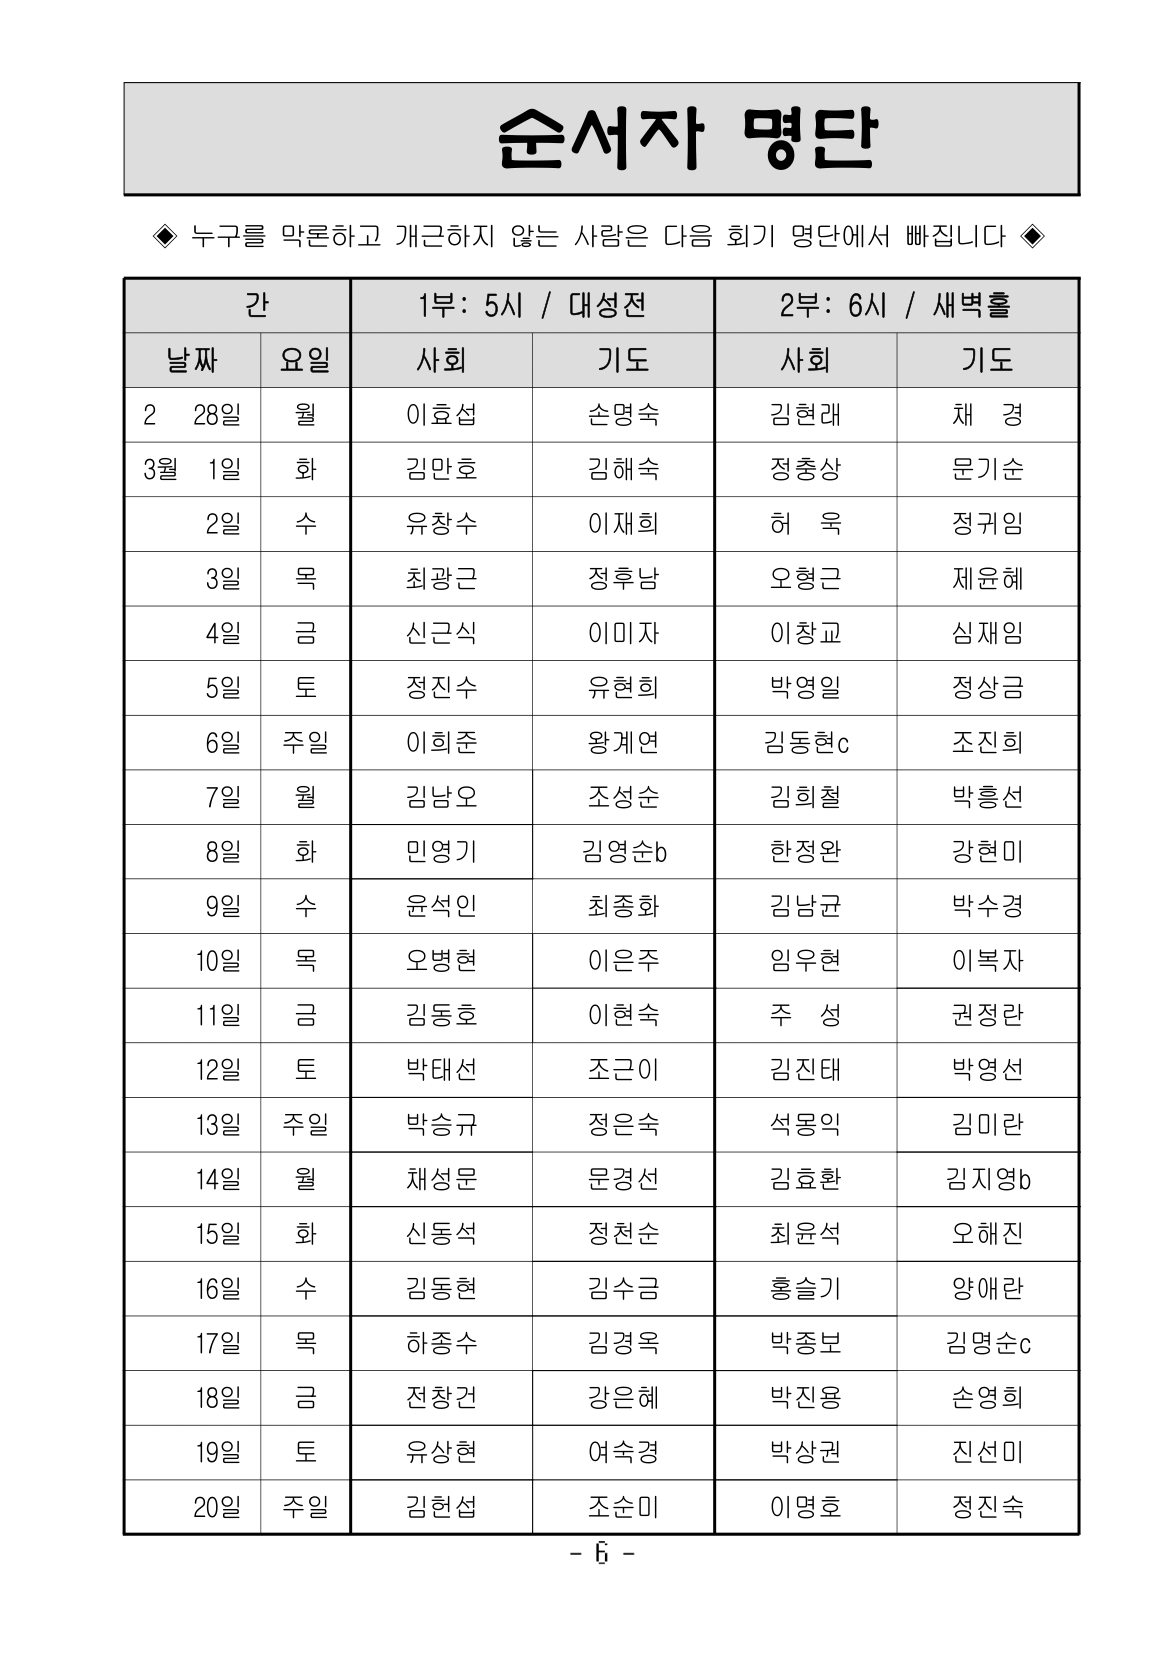 순서자 명단
◈ 누구를 막론하고 개근하지 않는 사람은 다음 회기 명단에서 빠집니다 ◈
간 1부: 5시 / 대성전 2부: 6시 / 새벽홀
날짜 요일 사회 기도 사회 기도
2 28일 월 이효섭 손명숙 김현래 채 경
3월 1일 화 김만호 김해숙 정충상 문기순
2일 수 유창수 이재희 허 욱 정귀임
3일 목 최광근 정후남 오형근 제윤혜
4일 금 신근식 이미자 이창교 심재임
5일 토 정진수 유현희 박영일 정상금
6일 주일 이희준 왕계연 김동현c 조진희
7일 월 김남오 조성순 김희철 박흥선
8일 화 민영기 김영순b 한정완 강현미
9일 수 윤석인 최종화 김남균 박수경
10일 목 오병현 이은주 임우현 이복자
11일 금 김동호 이현숙 주 성 권정란
12일 토 박태선 조근이 김진태 박영선
13일 주일 박승규 정은숙 석몽익 김미란
14일 월 채성문 문경선 김효환 김지영b
15일 화 신동석 정천순 최윤석 오해진
16일 수 김동현 김수금 홍슬기 양애란
17일 목 하종수 김경옥 박종보 김명순c
18일 금 전창건 강은혜 박진용 손영희
19일 토 유상현 여숙경 박상권 진선미
20일 주일 김헌섭 조순미 이명호 정진숙
- 6 -